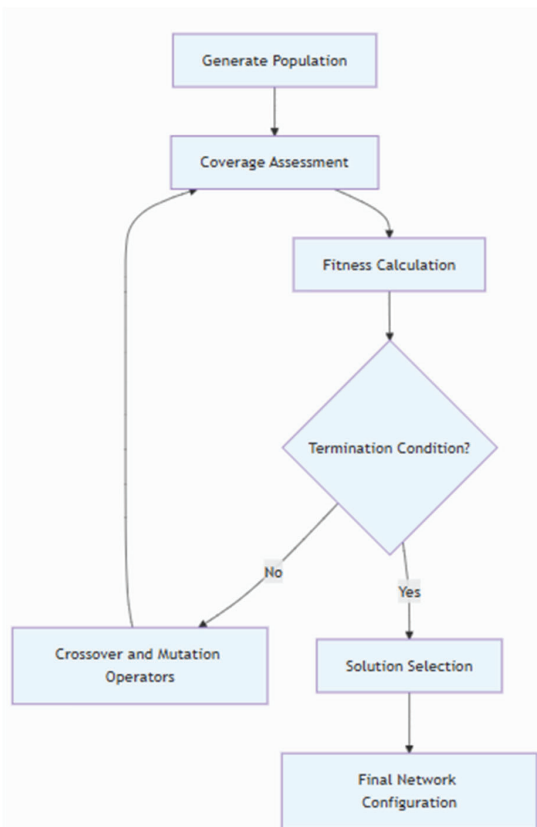 Generate Population
Coverage Assessment
Fitness Calculation
Termination Condition?
No
Yes
Crossover and Mutation
Operators
Solution Selection
Final Network
Configuration